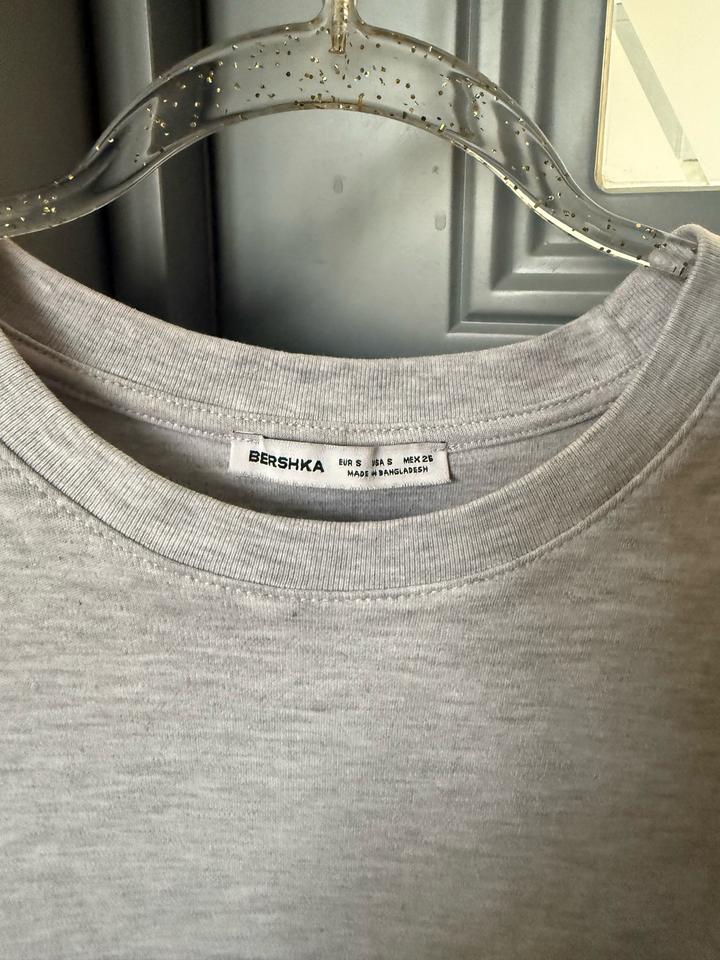 BERSHKA EUR S USA S MEX 26
MADE IN BANGLADESH